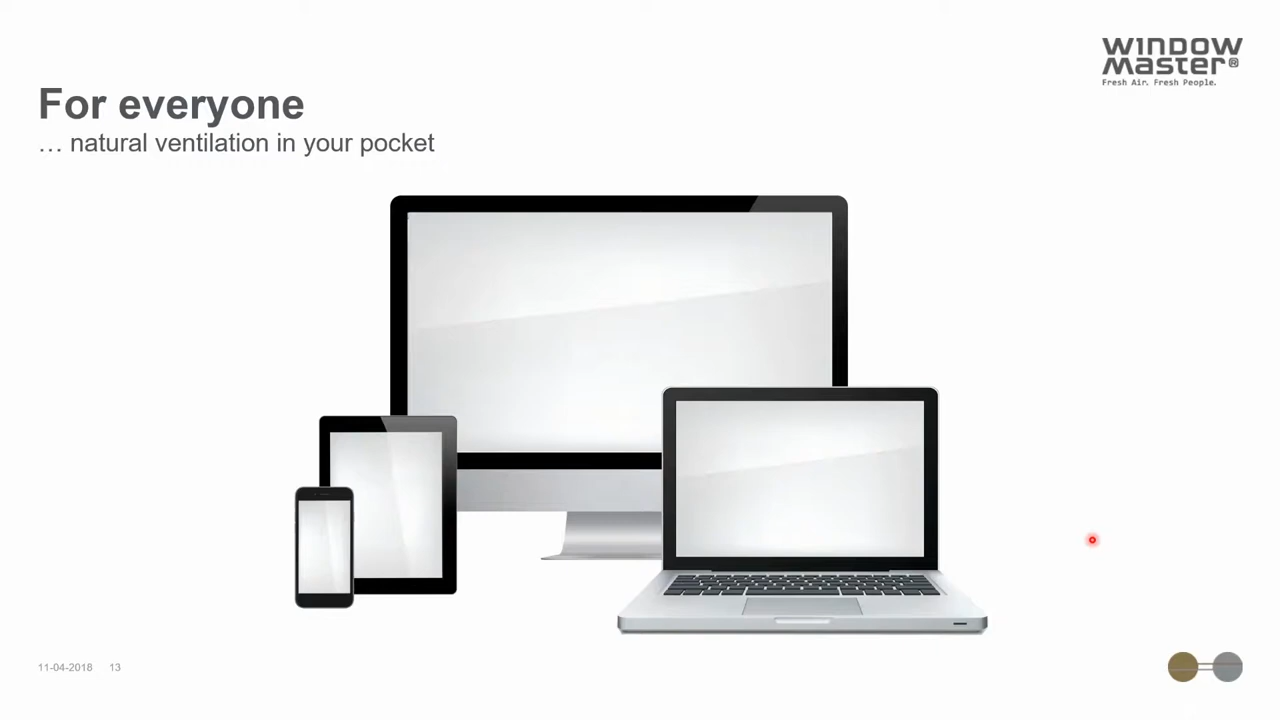 WINDOW
Master®
Fresh Air. Fresh People.
For everyone
… natural ventilation in your pocket
11-04-2018 13